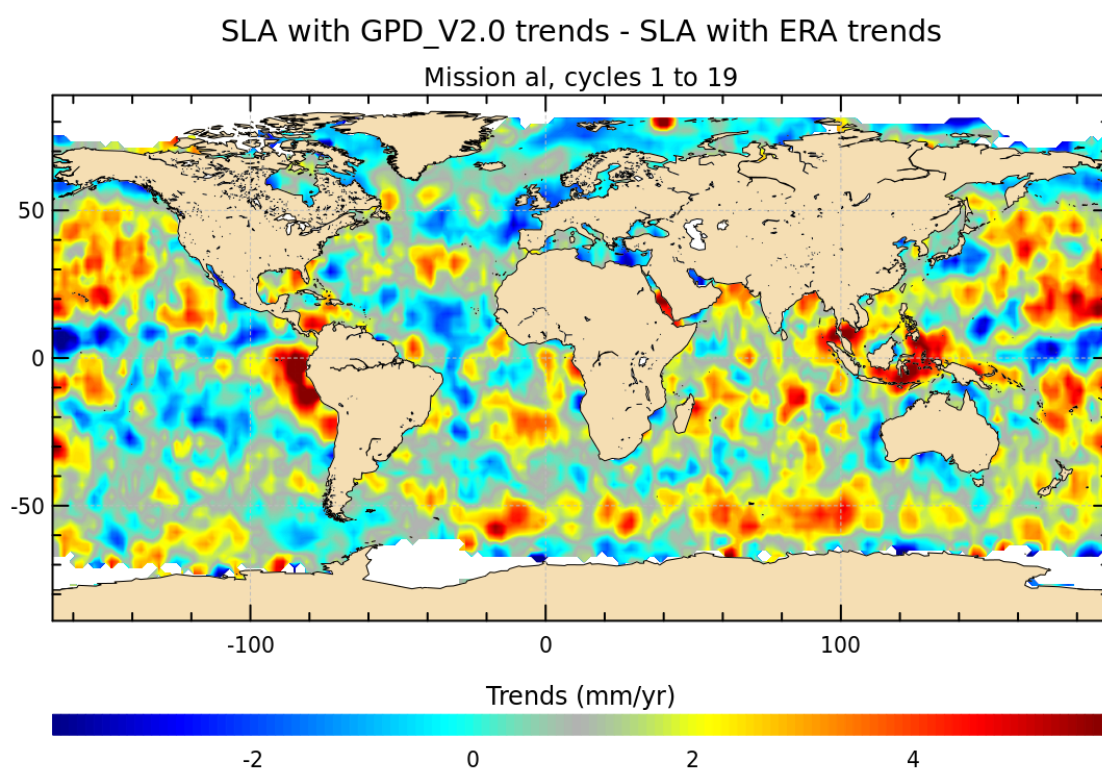 SLA with GPD_V2.0 trends - SLA with ERA trends
Mission al, cycles 1 to 19
50
0
-50
-100 0 100
Trends (mm/yr)
-2 0 2 4